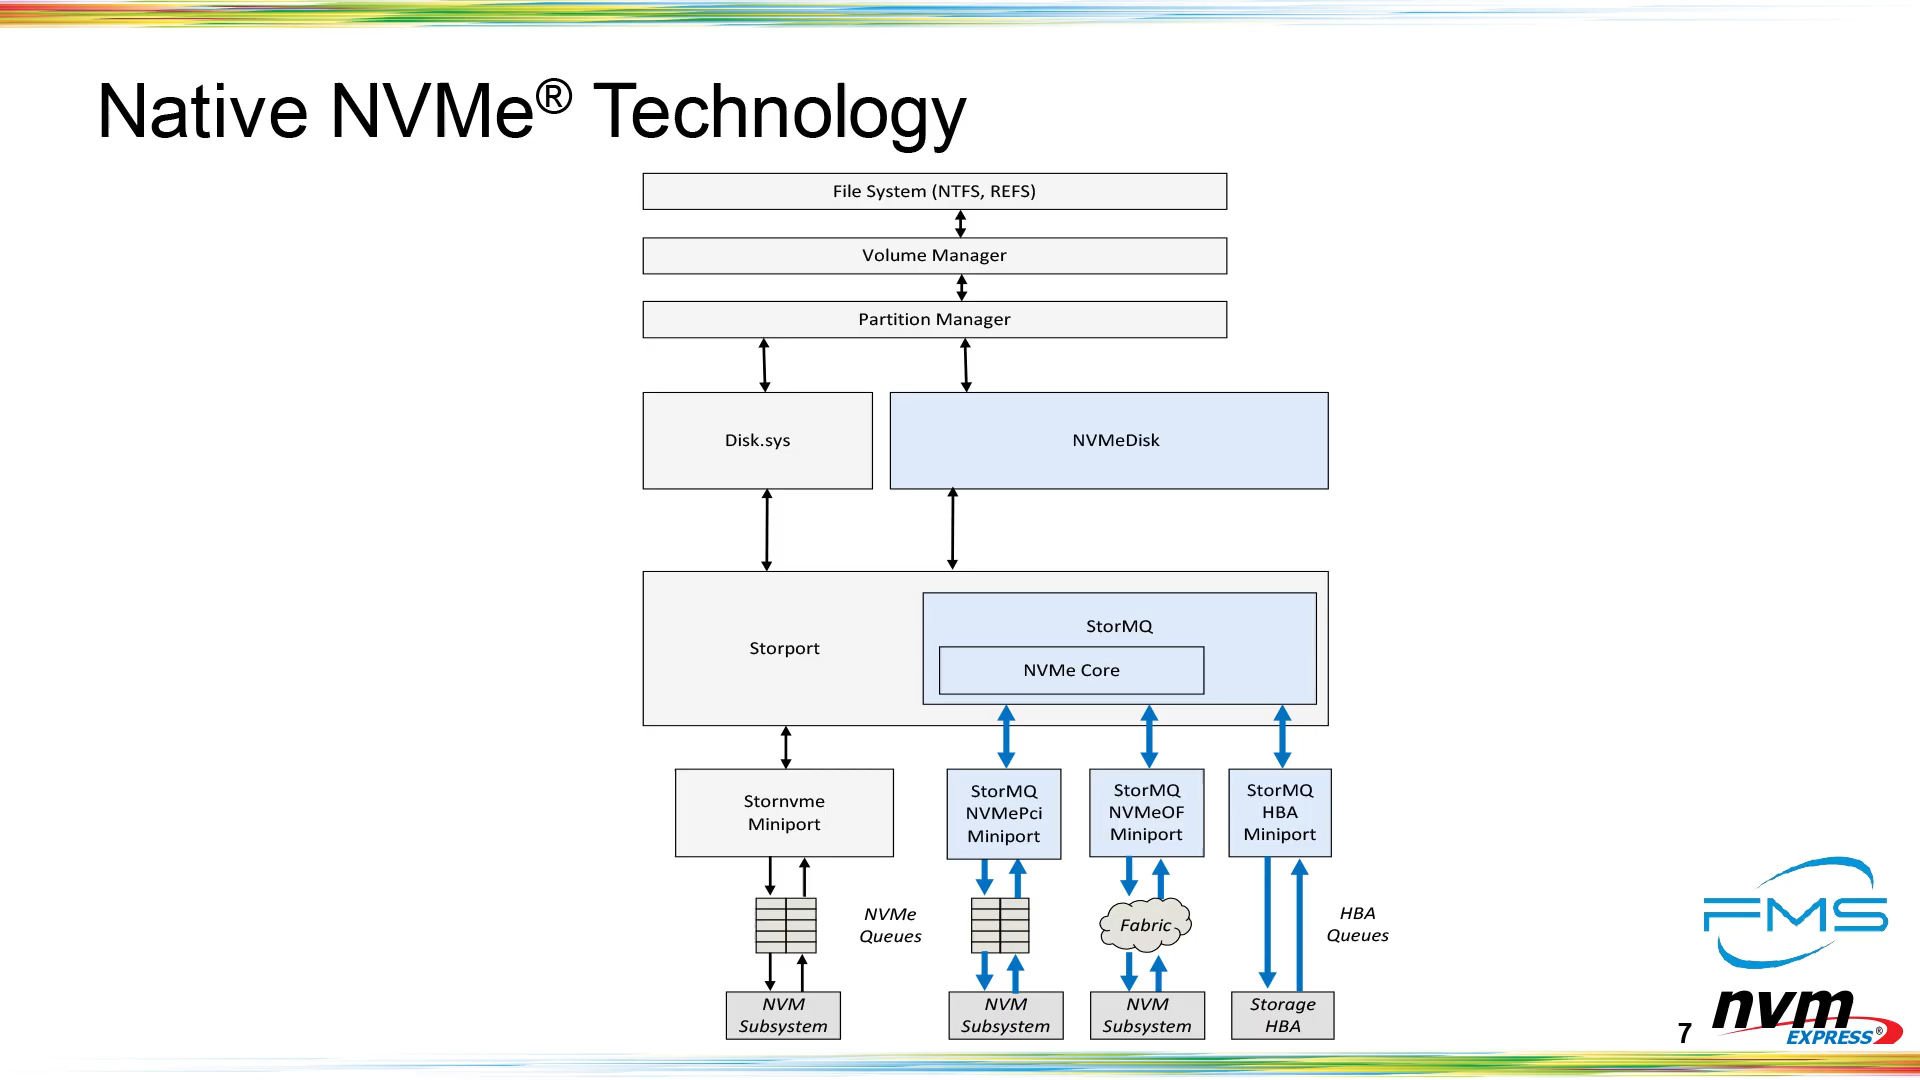 Native NVMe® Technology
File System (NTFS, REFS)
Volume Manager
Partition Manager
Disk.sys
NVMeDisk
Storport
StorMQ
NVMe Core
Stornvme
Miniport
StorMQ
NVMePci
Miniport
StorMQ
NVMeOF
Miniport
StorMQ
HBA
Miniport
NVMe
Queues
Fabric
HBA
Queues
NVM
Subsystem
NVM
Subsystem
NVM
Subsystem
Storage
HBA
FMS
nvm
EXPRESS®
7